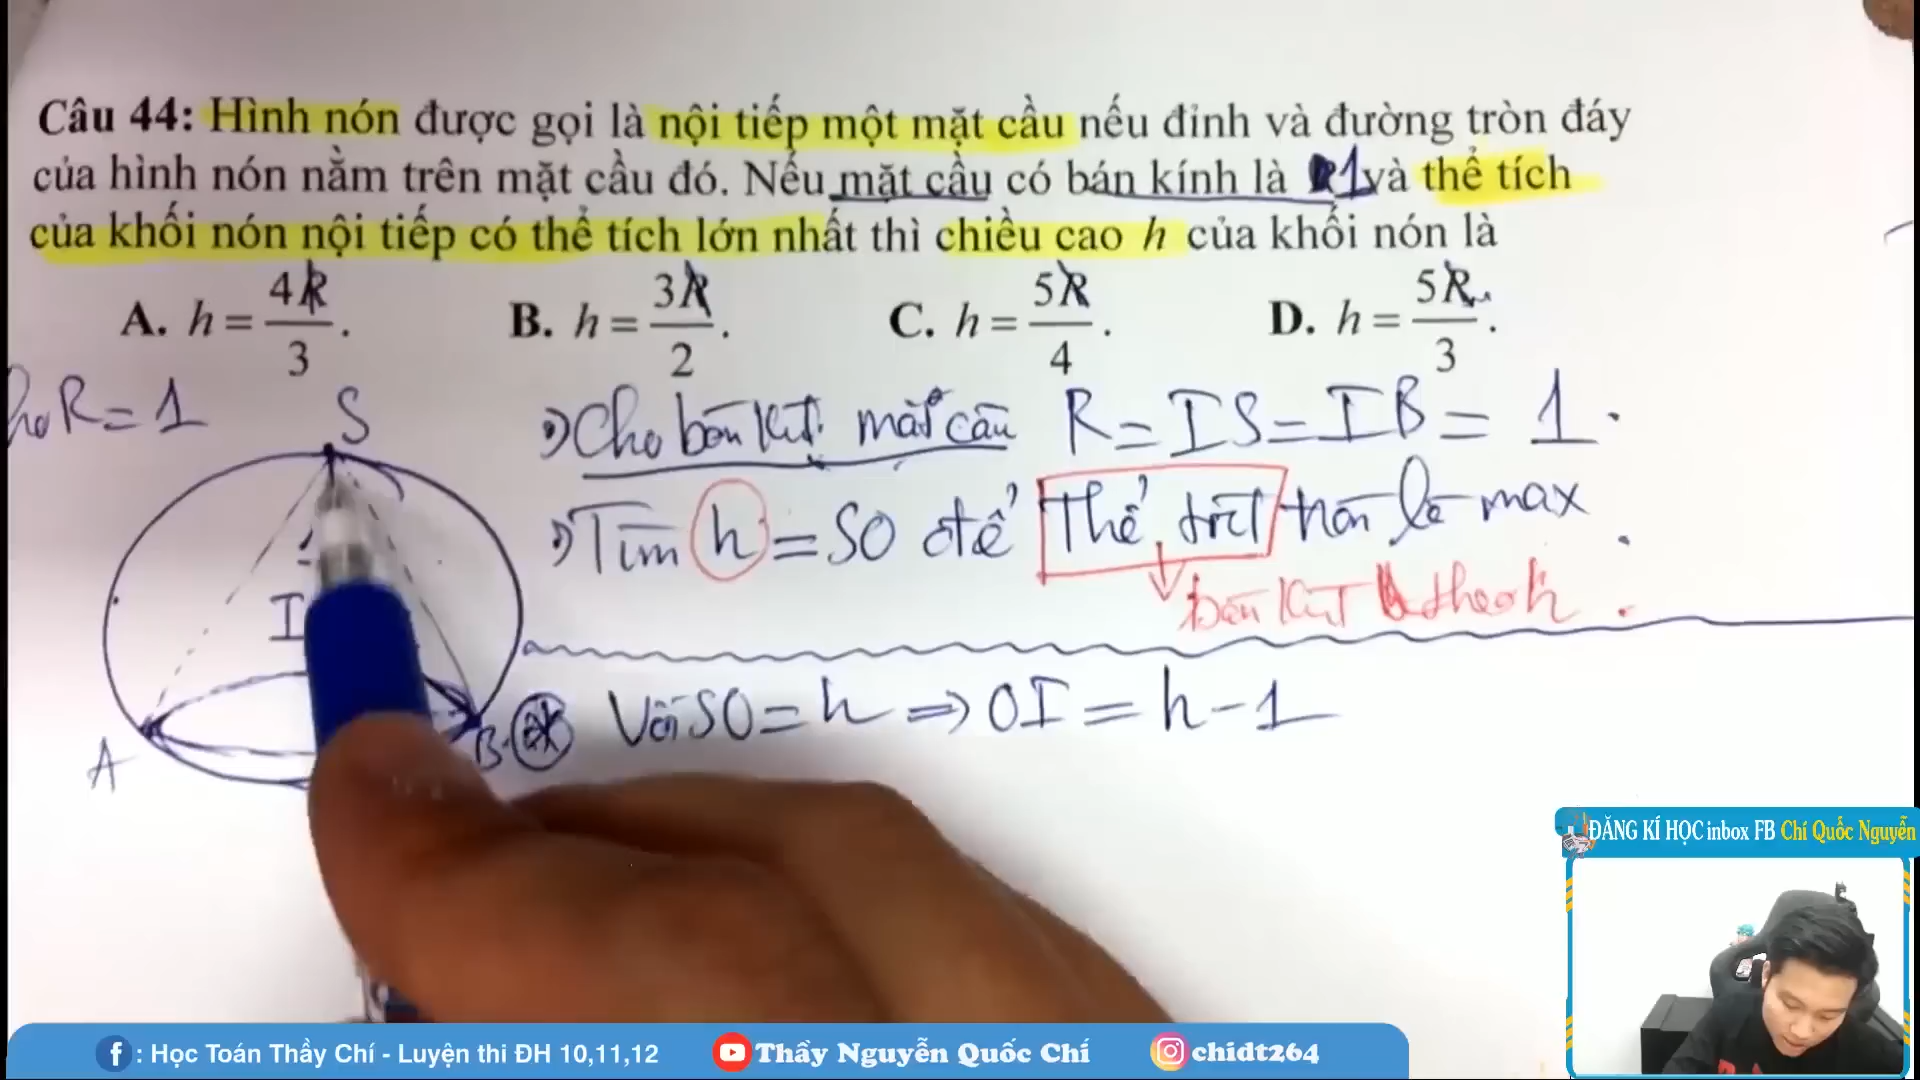 Câu 44: Hình nón được gọi là nội tiếp một mặt cầu nếu đỉnh và đường tròn đáy
của hình nón nằm trên mặt cầu đó. Nếu mặt cầu có bán kính là 1 và thể tích
của khối nón nội tiếp có thể tích lớn nhất thì chiều cao h của khối nón là
A. h = 4R/3. B. h = 3R/2. C. h = 5R/4. D. h = 5R/3.
R = 1
S
Cho bán kính mặt cầu R = IS = IB = 1.
Tìm h = SO để Thể tích nón là max
bán kính theo h
I
A
B
Với SO = h => OI = h - 1
ĐĂNG KÍ HỌC inbox FB Chí Quốc Nguyễn
: Học Toán Thầy Chí - Luyện thi ĐH 10,11,12
Thầy Nguyễn Quốc Chí
chidt264